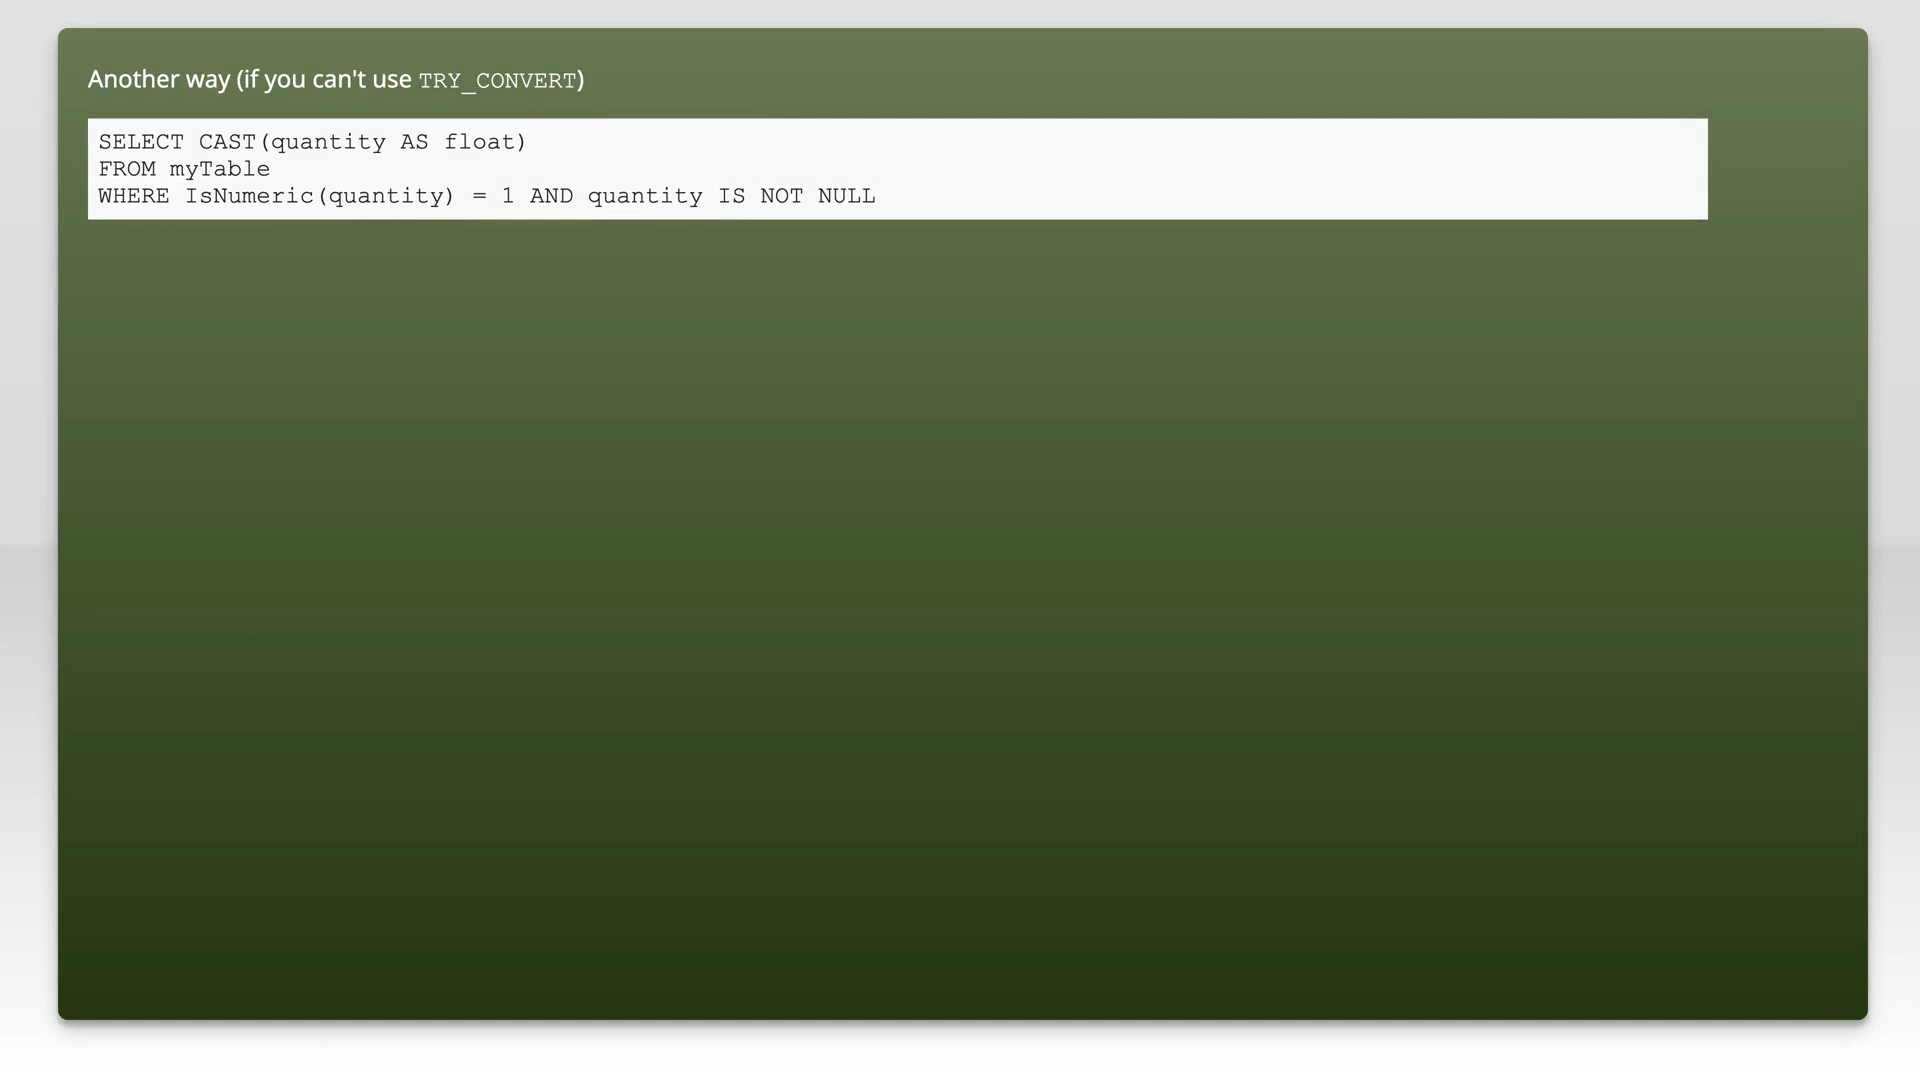 Another way (if you can't use TRY_CONVERT)
SELECT CAST(quantity AS float)
FROM myTable
WHERE IsNumeric(quantity) = 1 AND quantity IS NOT NULL